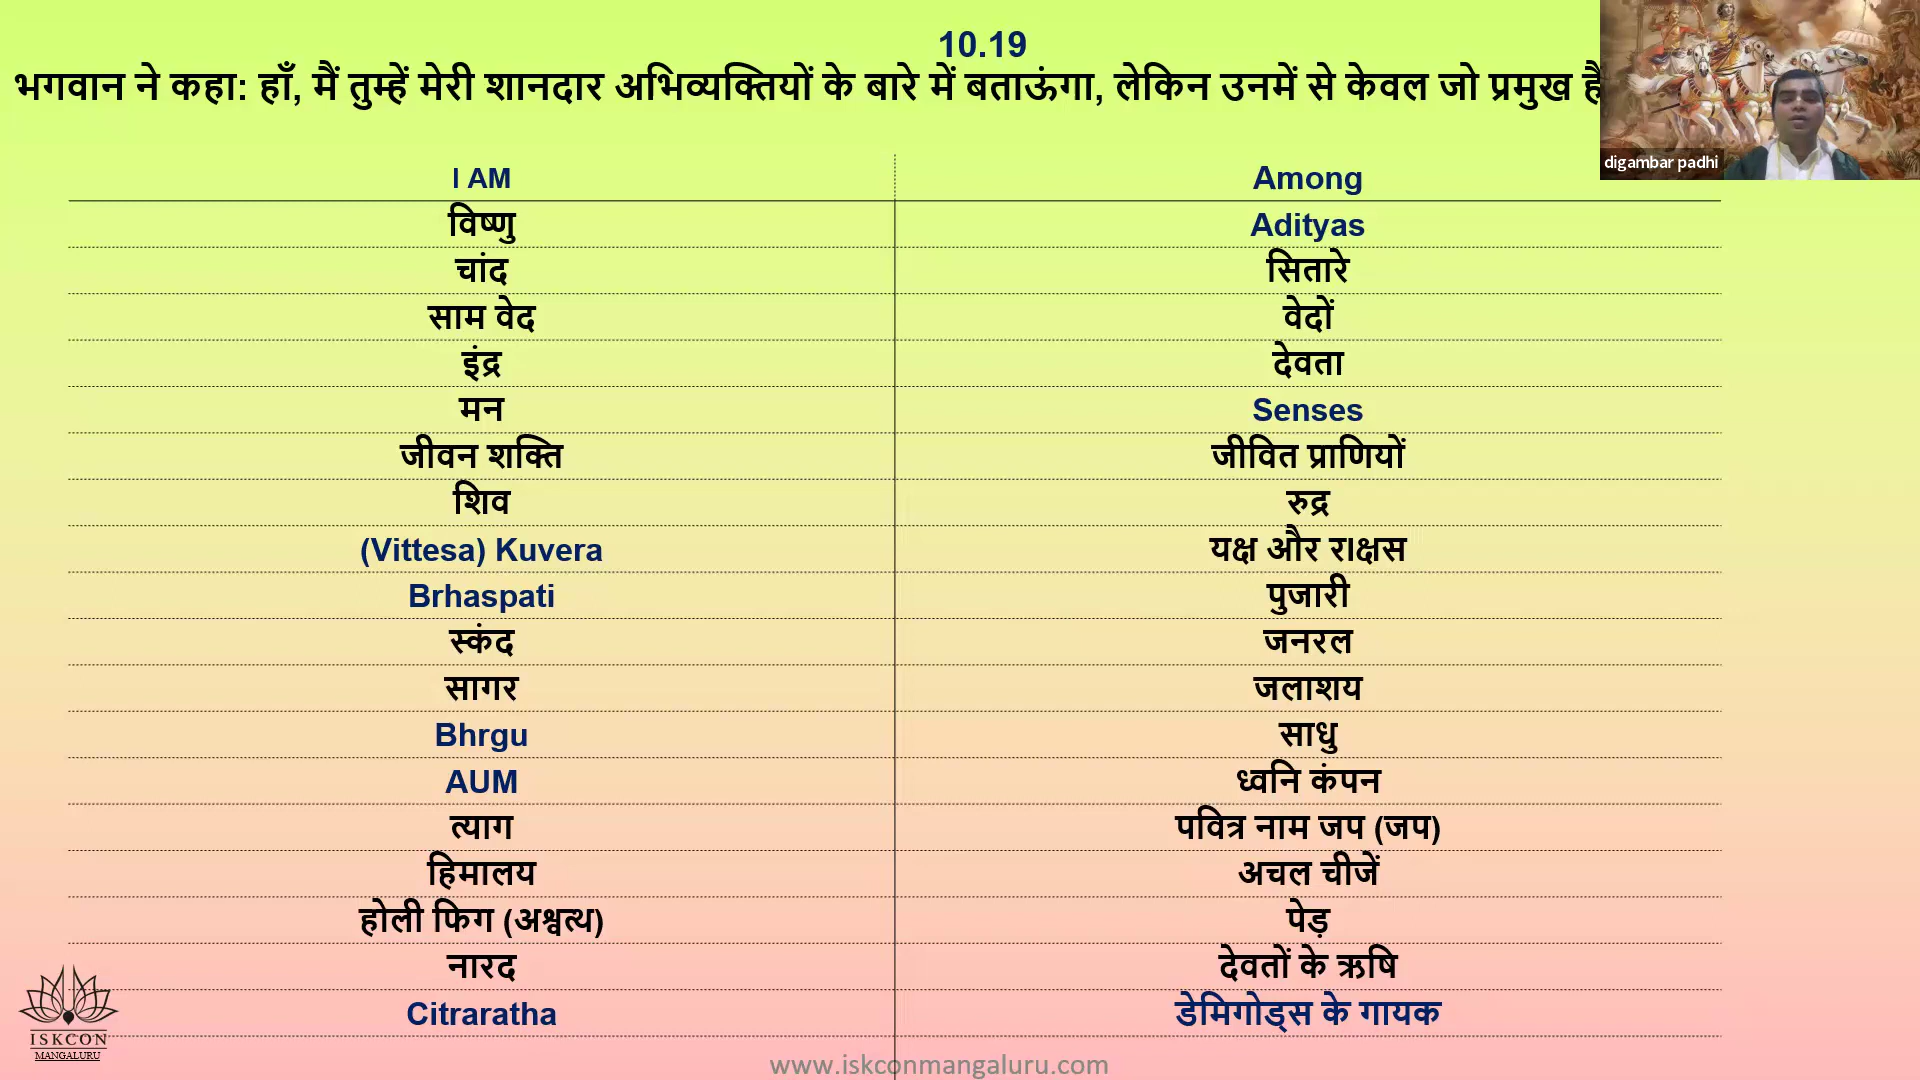 10.19
भगवान ने कहा: हाँ, मैं तुम्हें मेरी शानदार अभिव्यक्तियों के बारे में बताऊंगा, लेकिन उनमें से केवल जो प्रमुख हैं
digambar padhi
I AM Among
विष्णु Adityas
चांद सितारे
साम वेद वेदों
इंद्र देवता
मन Senses
जीवन शक्ति जीवित प्राणियों
शिव रुद्र
(Vittesa) Kuvera यक्ष और राक्षस
Brhaspati पुजारी
स्कंद जनरल
सागर जलाशय
Bhrgu साधु
AUM ध्वनि कंपन
त्याग पवित्र नाम जप (जप)
हिमालय अचल चीजें
होली फिग (अश्वत्थ) पेड़
नारद देवतों के ऋषि
Citraratha डेमिगोड्स के गायक
ISKCON
MANGALURU
www.iskconmangaluru.com